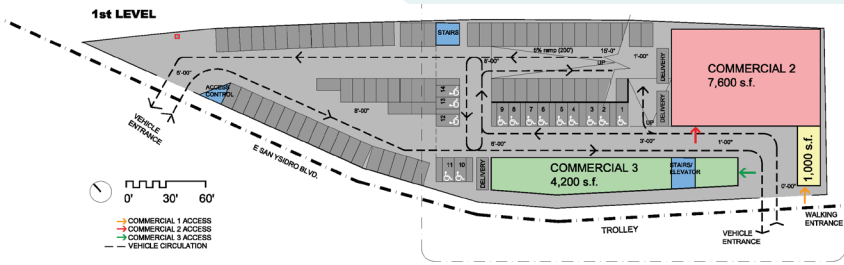 1st LEVEL
STAIRS
5% ramp (200')
15'-0"
1'-00"
6'-00"
UP
DELIVERY
COMMERCIAL 2
7,600 s.f.
ACCESS
CONTROL
14
13
12
8'-00"
9 8 7 6 5 4 3 2 1
DELIVERY
UP
VEHICLE
ENTRANCE
E SAN YSIDRO BLVD.
6'-00"
3'-00"
1'-00"
1,000 s.f.
11 10
DELIVERY
COMMERCIAL 3
4,200 s.f.
STAIRS/
ELEVATOR
0'-00"
0' 30' 60'
COMMERCIAL 1 ACCESS
COMMERCIAL 2 ACCESS
COMMERCIAL 3 ACCESS
VEHICLE CIRCULATION
TROLLEY
VEHICLE
ENTRANCE
WALKING
ENTRANCE